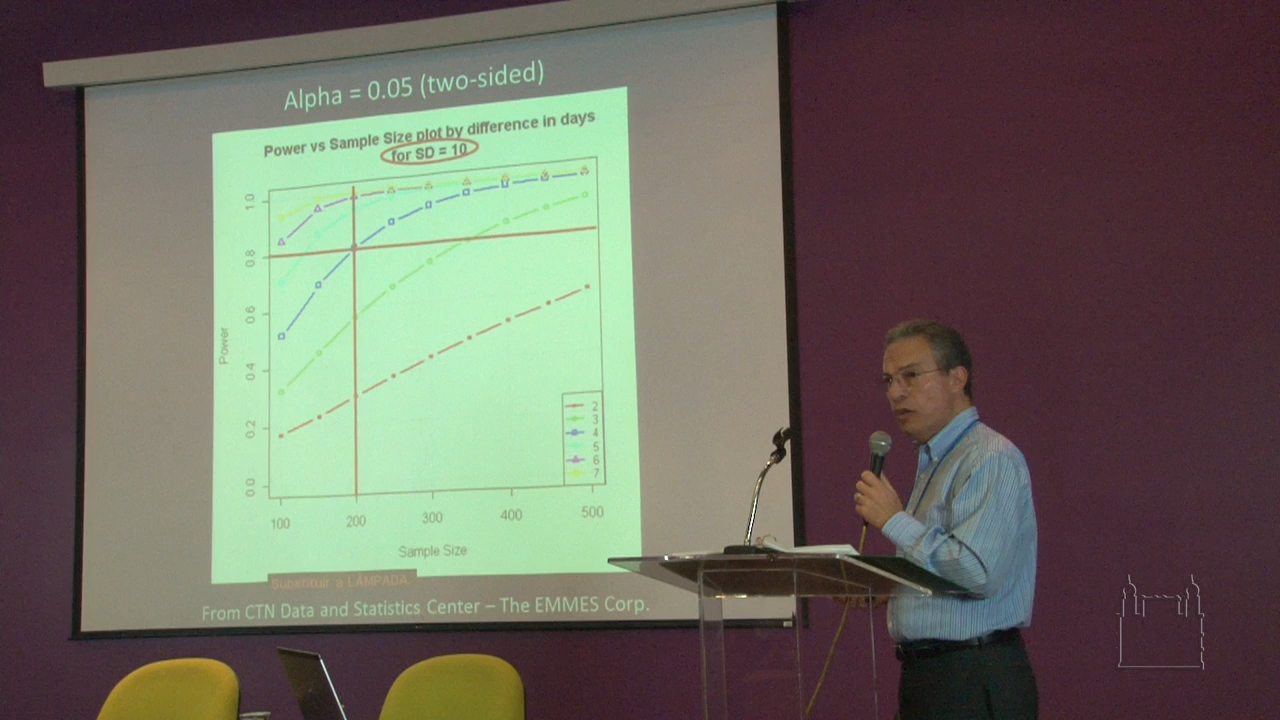 Alpha = 0.05 (two-sided)
Power vs Sample Size plot by difference in days
for SD = 10
1.0
0.8
0.6
0.4
0.2
0.0
Power
2
3
4
5
6
7
100 200 300 400 500
Sample Size
Substituir a LÂMPADA
From CTN Data and Statistics Center – The EMMES Corp.